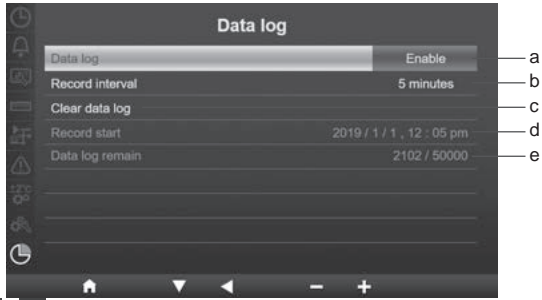 Data log
Data log Enable a
Record interval 5 minutes b
Clear data log c
Record start 2019 / 1 / 1 , 12 : 05 pm d
Data log remain 2102 / 50000 e